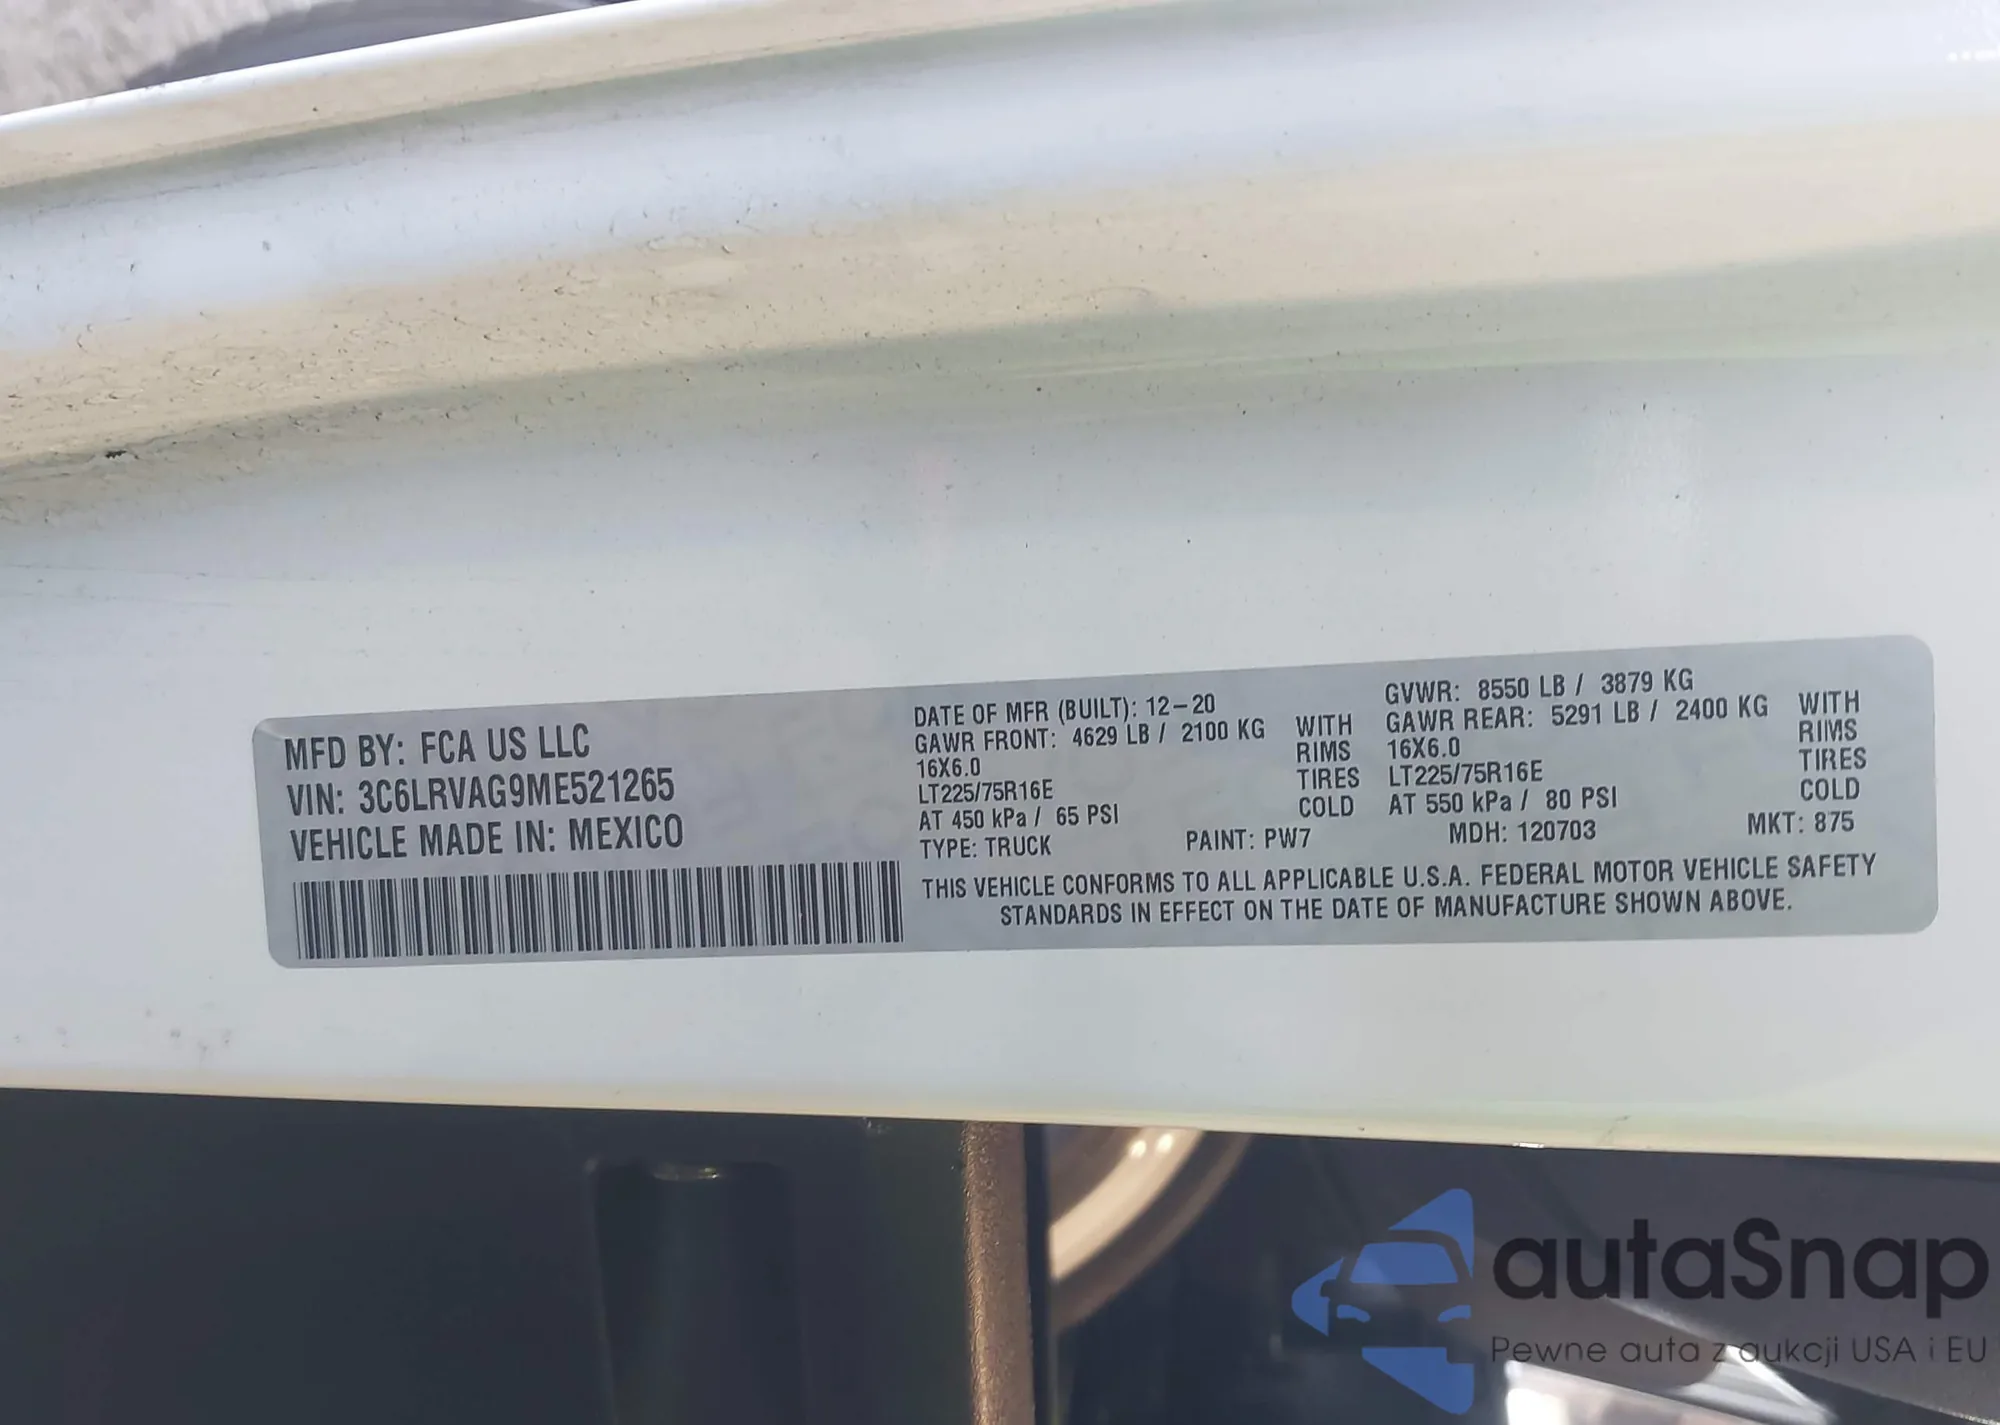 MFD BY: FCA US LLC
VIN: 3C6LRVAG9ME521265
VEHICLE MADE IN: MEXICO
DATE OF MFR (BUILT): 12-20
GVWR: 8550 LB / 3879 KG
GAWR FRONT: 4629 LB / 2100 KG WITH
16X6.0 RIMS
LT225/75R16E TIRES
AT 450 kPa / 65 PSI COLD
GAWR REAR: 5291 LB / 2400 KG WITH
16X6.0 RIMS
LT225/75R16E TIRES
AT 550 kPa / 80 PSI COLD
TYPE: TRUCK PAINT: PW7 MDH: 120703 MKT: 875
THIS VEHICLE CONFORMS TO ALL APPLICABLE U.S.A. FEDERAL MOTOR VEHICLE SAFETY
STANDARDS IN EFFECT ON THE DATE OF MANUFACTURE SHOWN ABOVE.
autaSnap
Pewne auta z aukcji USA i EU